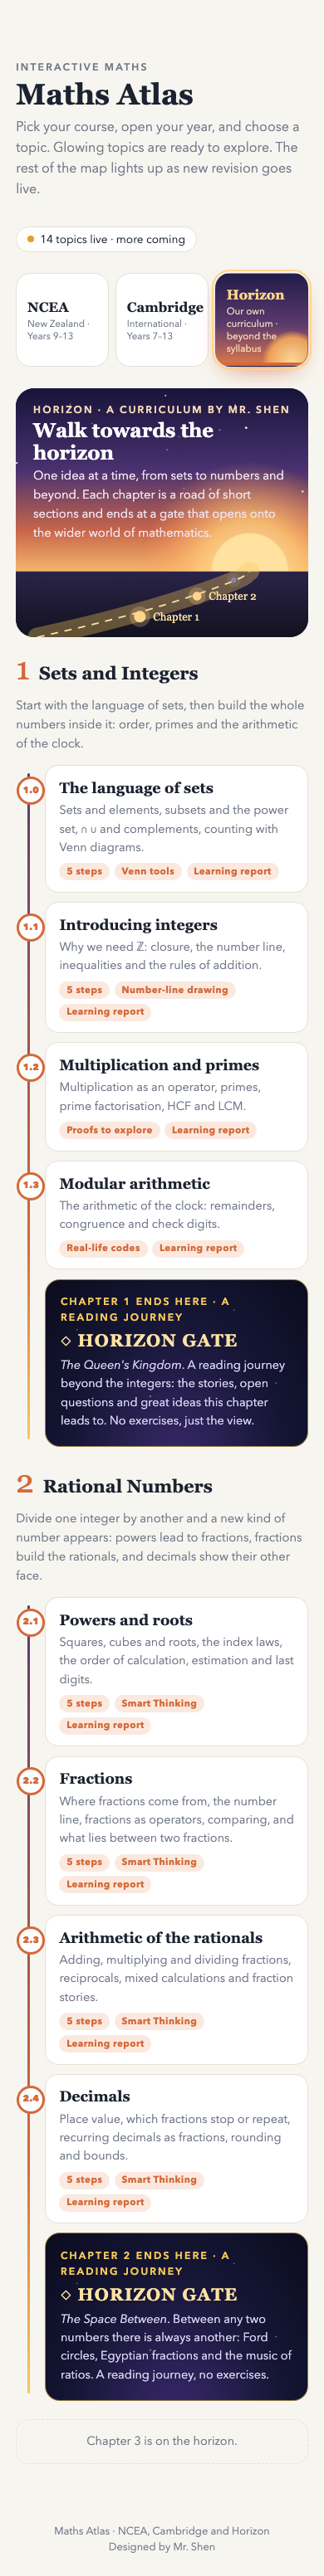 INTERACTIVE MATHS
Maths Atlas
Pick your course, open your year, and choose a
topic. Glowing topics are ready to explore. The
rest of the map lights up as new revision goes
live.
14 topics live · more coming
NCEA
New Zealand ·
Years 9–13
Cambridge
International ·
Years 7–13
Horizon
Our own
curriculum ·
beyond the
syllabus
HORIZON · A CURRICULUM BY MR. SHEN
Walk towards the
horizon
One idea at a time, from sets to numbers and
beyond. Each chapter is a road of short
sections and ends at a gate that opens onto
the wider world of mathematics.
Chapter 2
Chapter 1
1 Sets and Integers
Start with the language of sets, then build the whole
numbers inside it: order, primes and the arithmetic
of the clock.
1.0
The language of sets
Sets and elements, subsets and the power
set, ∩ ∪ and complements, counting with
Venn diagrams.
5 steps Venn tools Learning report
1.1
Introducing integers
Why we need ℤ: closure, the number line,
inequalities and the rules of addition.
5 steps Number-line drawing
Learning report
1.2
Multiplication and primes
Multiplication as an operator, primes,
prime factorisation, HCF and LCM.
Proofs to explore Learning report
1.3
Modular arithmetic
The arithmetic of the clock: remainders,
congruence and check digits.
Real-life codes Learning report
CHAPTER 1 ENDS HERE · A
READING JOURNEY
◇ HORIZON GATE
The Queen's Kingdom. A reading journey
beyond the integers: the stories, open
questions and great ideas this chapter
leads to. No exercises, just the view.
2 Rational Numbers
Divide one integer by another and a new kind of
number appears: powers lead to fractions, fractions
build the rationals, and decimals show their other
face.
2.1
Powers and roots
Squares, cubes and roots, the index laws,
the order of calculation, estimation and last
digits.
5 steps Smart Thinking
Learning report
2.2
Fractions
Where fractions come from, the number
line, fractions as operators, comparing, and
what lies between two fractions.
5 steps Smart Thinking
Learning report
2.3
Arithmetic of the rationals
Adding, multiplying and dividing fractions,
reciprocals, mixed calculations and fraction
stories.
5 steps Smart Thinking
Learning report
2.4
Decimals
Place value, which fractions stop or repeat,
recurring decimals as fractions, rounding
and bounds.
5 steps Smart Thinking
Learning report
CHAPTER 2 ENDS HERE · A
READING JOURNEY
◇ HORIZON GATE
The Space Between. Between any two
numbers there is always another: Ford
circles, Egyptian fractions and the music of
ratios. A reading journey, no exercises.
Chapter 3 is on the horizon.
Maths Atlas · NCEA, Cambridge and Horizon
Designed by Mr. Shen